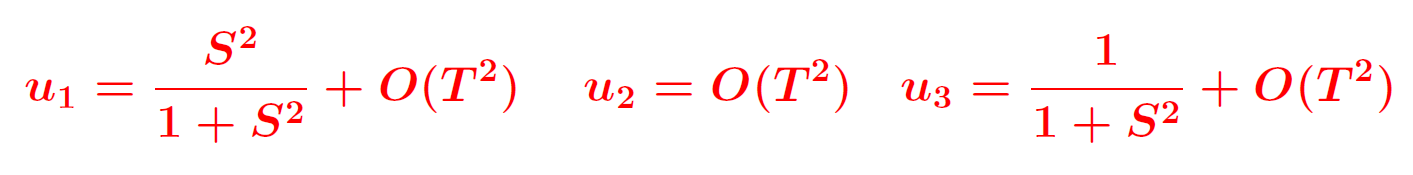 u₁ = S²/(1 + S²) + O(T²)    u₂ = O(T²)    u₃ = 1/(1 + S²) + O(T²)